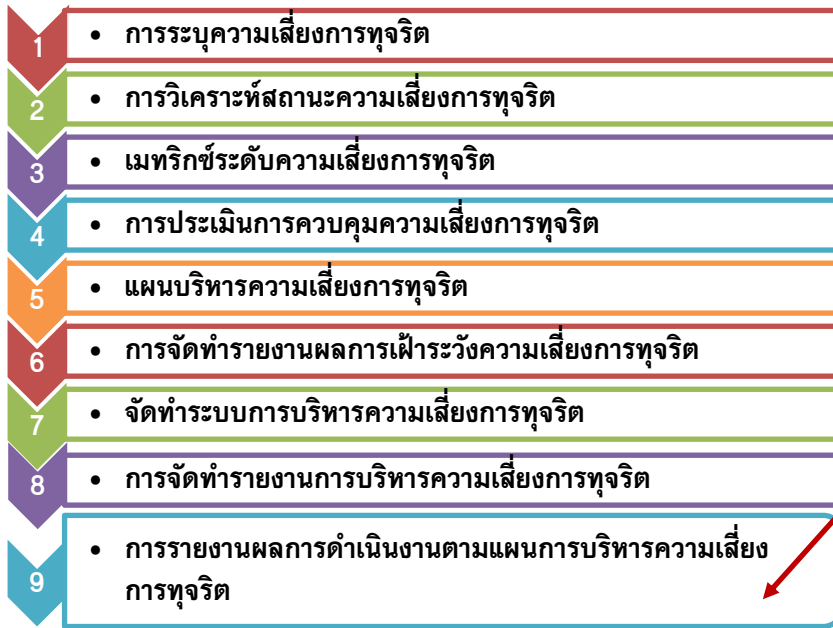 1 • การระบุความเสี่ยงการทุจริต
2 • การวิเคราะห์สถานะความเสี่ยงการทุจริต
3 • เมทริกซ์ระดับความเสี่ยงการทุจริต
4 • การประเมินการควบคุมความเสี่ยงการทุจริต
5 • แผนบริหารความเสี่ยงการทุจริต
6 • การจัดทำรายงานผลการเฝ้าระวังความเสี่ยงการทุจริต
7 • จัดทำระบบการบริหารความเสี่ยงการทุจริต
8 • การจัดทำรายงานการบริหารความเสี่ยงการทุจริต
9 • การรายงานผลการดำเนินงานตามแผนการบริหารความเสี่ยง
การทุจริต